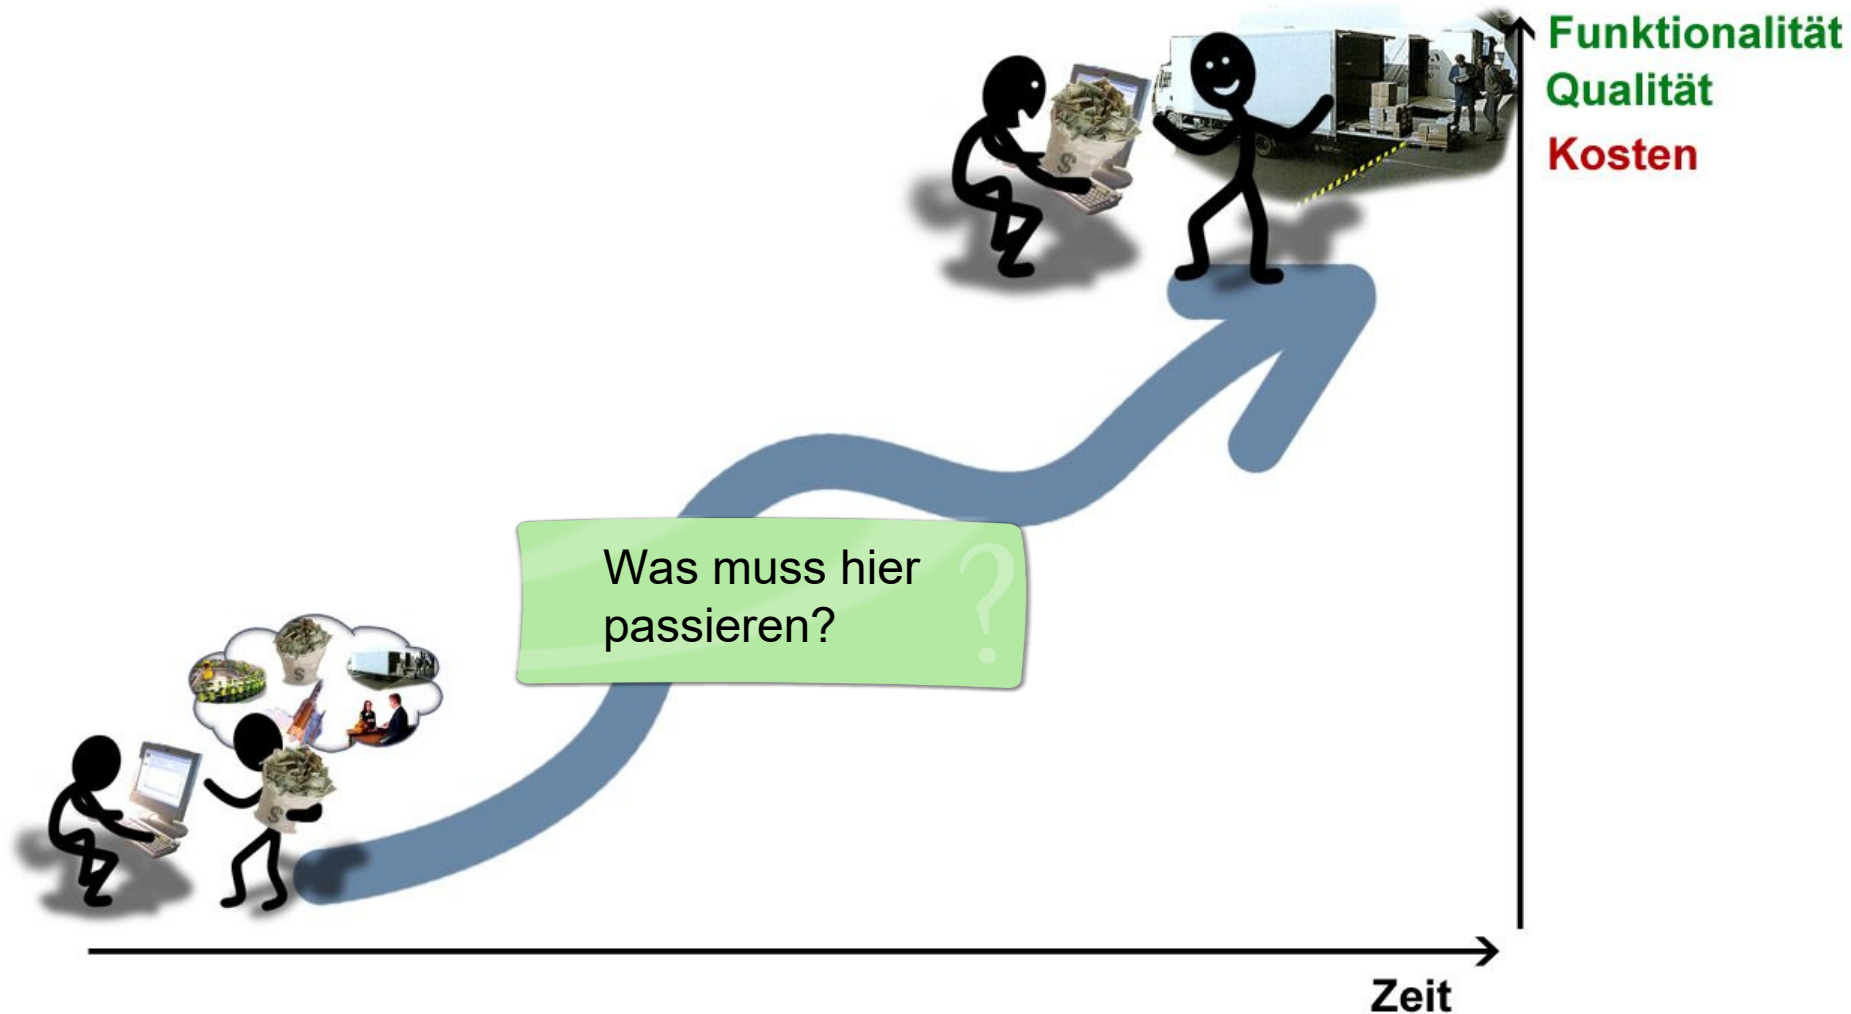 Funktionalität
Qualität
Kosten
Was muss hier
passieren?
?
$
$
$
Zeit